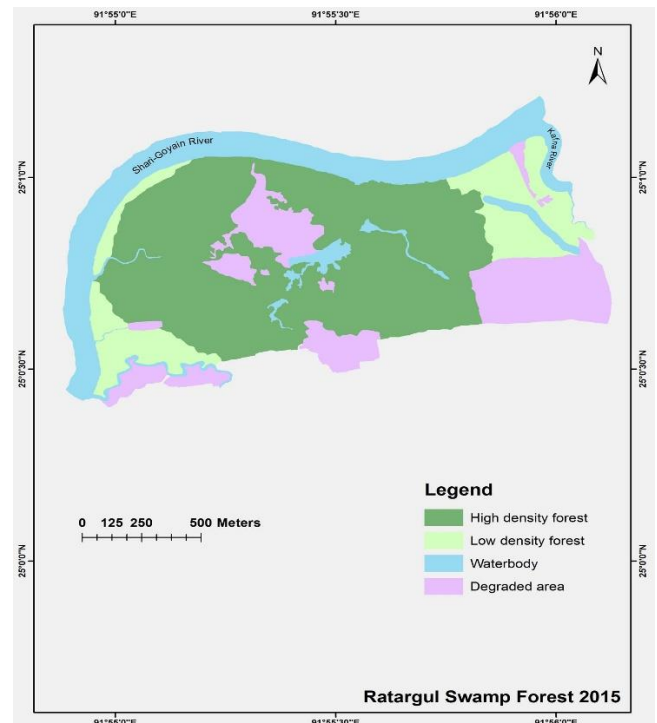 91°55'0"E 91°55'30"E 91°56'0"E
N
Shari-Goyain River
Kafna River
25°1'0"N 25°1'0"N
25°0'30"N 25°0'30"N
Legend
0 125 250 500 Meters
High density forest
Low density forest
Waterbody
Degraded area
25°0'0"N 25°0'0"N
Ratargul Swamp Forest 2015
91°55'0"E 91°55'30"E 91°56'0"E